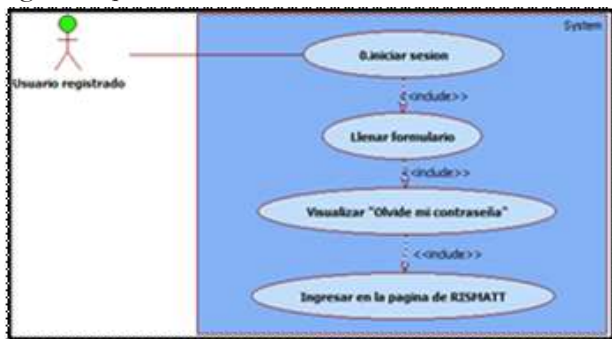 System
0.iniciar sesion
Usuario registrado
<<include>>
Llenar formulario
<<include>>
Visualizar "Olvide mi contraseña"
<<include>>
Ingresar en la pagina de RISMATT